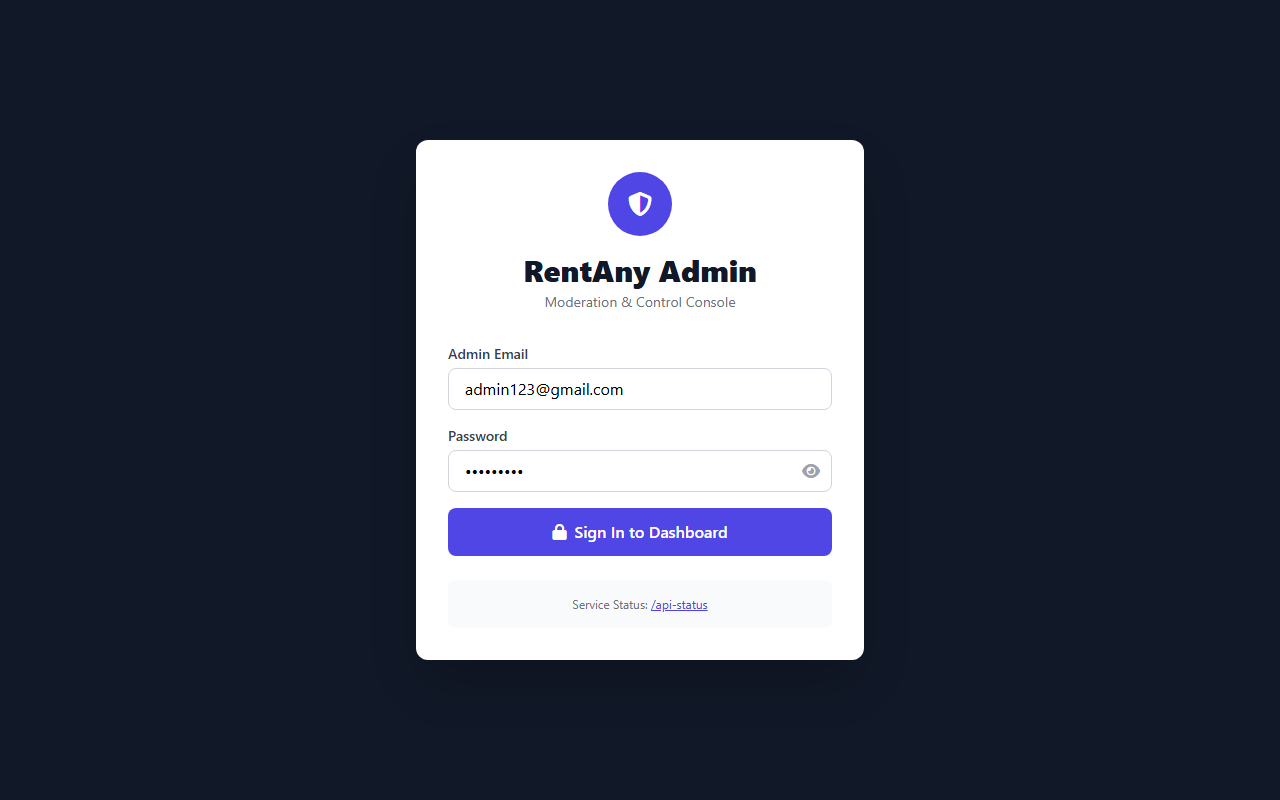 RentAny Admin
Moderation & Control Console
Admin Email
admin123@gmail.com
Password
•••••••••
Sign In to Dashboard
Service Status: /api-status